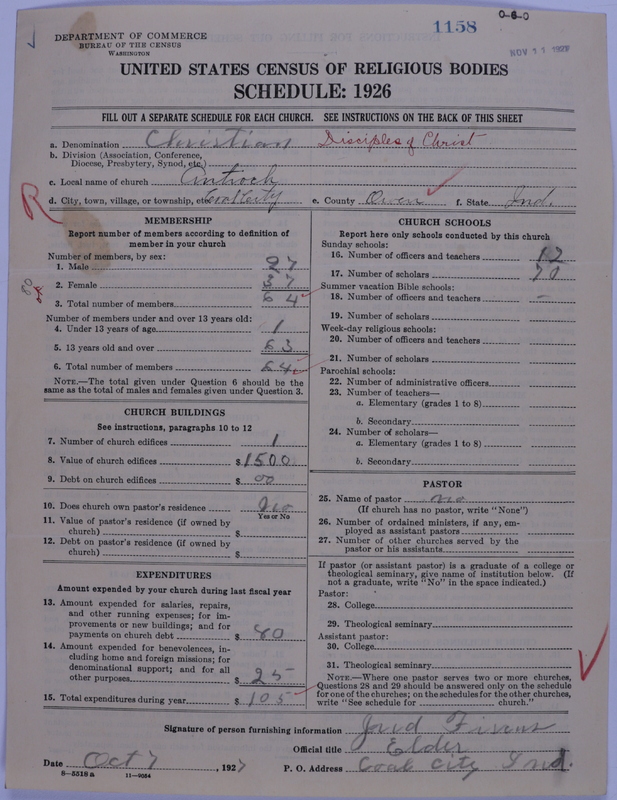 1158
0-6-0
NOV 11 1927
DEPARTMENT OF COMMERCE
BUREAU OF THE CENSUS
WASHINGTON
UNITED STATES CENSUS OF RELIGIOUS BODIES
SCHEDULE: 1926
FILL OUT A SEPARATE SCHEDULE FOR EACH CHURCH. SEE INSTRUCTIONS ON THE BACK OF THIS SHEET
a. Denomination Christian Disciples of Christ
b. Division (Association, Conference,
Diocese, Presbytery, Synod, etc.)
c. Local name of church Antioch
d. City, town, village, or township, etc. Coal City e. County Owen f. State Ind.
R
MEMBERSHIP
Report number of members according to definition of
member in your church
Number of members, by sex:
1. Male 27
2. Female 37
3. Total number of members 64
Number of members under and over 13 years old:
4. Under 13 years of age 1
5. 13 years old and over 63
6. Total number of members 64
NOTE.—The total given under Question 6 should be the
same as the total of males and females given under Question 3.
CHURCH BUILDINGS
See instructions, paragraphs 10 to 12
7. Number of church edifices 1
8. Value of church edifices $1500
9. Debt on church edifices $ 00
10. Does church own pastor's residence No
Yes or No
11. Value of pastor's residence (if owned by
church) $
12. Debt on pastor's residence (if owned by
church) $
EXPENDITURES
Amount expended by your church during last fiscal year
13. Amount expended for salaries, repairs,
and other running expenses; for im-
provements or new buildings; and for
payments on church debt $ 80
14. Amount expended for benevolences, in-
cluding home and foreign missions; for
denominational support; and for all
other purposes $ 25
15. Total expenditures during year $ 105
CHURCH SCHOOLS
Report here only schools conducted by this church
Sunday schools:
16. Number of officers and teachers 12
17. Number of scholars 70
Summer vacation Bible schools:
18. Number of officers and teachers –
19. Number of scholars
Week-day religious schools:
20. Number of officers and teachers
21. Number of scholars
Parochial schools:
22. Number of administrative officers
23. Number of teachers—
a. Elementary (grades 1 to 8)
b. Secondary
24. Number of scholars—
a. Elementary (grades 1 to 8)
b. Secondary
PASTOR
25. Name of pastor no
(If church has no pastor, write "None")
26. Number of ordained ministers, if any, em-
ployed as assistant pastors
27. Number of other churches served by the
pastor or his assistants
If pastor (or assistant pastor) is a graduate of a college or
theological seminary, give name of institution below. (If
not a graduate, write "No" in the space indicated.)
Pastor:
28. College
29. Theological seminary
Assistant pastor:
30. College
31. Theological seminary
NOTE.—Where one pastor serves two or more churches,
Questions 28 and 29 should be answered only on the schedule
for one of the churches; on the schedules for the other churches,
write "See schedule for church."
Signature of person furnishing information
Official title Elder
Date Oct 7, 1927 P. O. Address Coal City Ind.
8-5518 a 11-9054